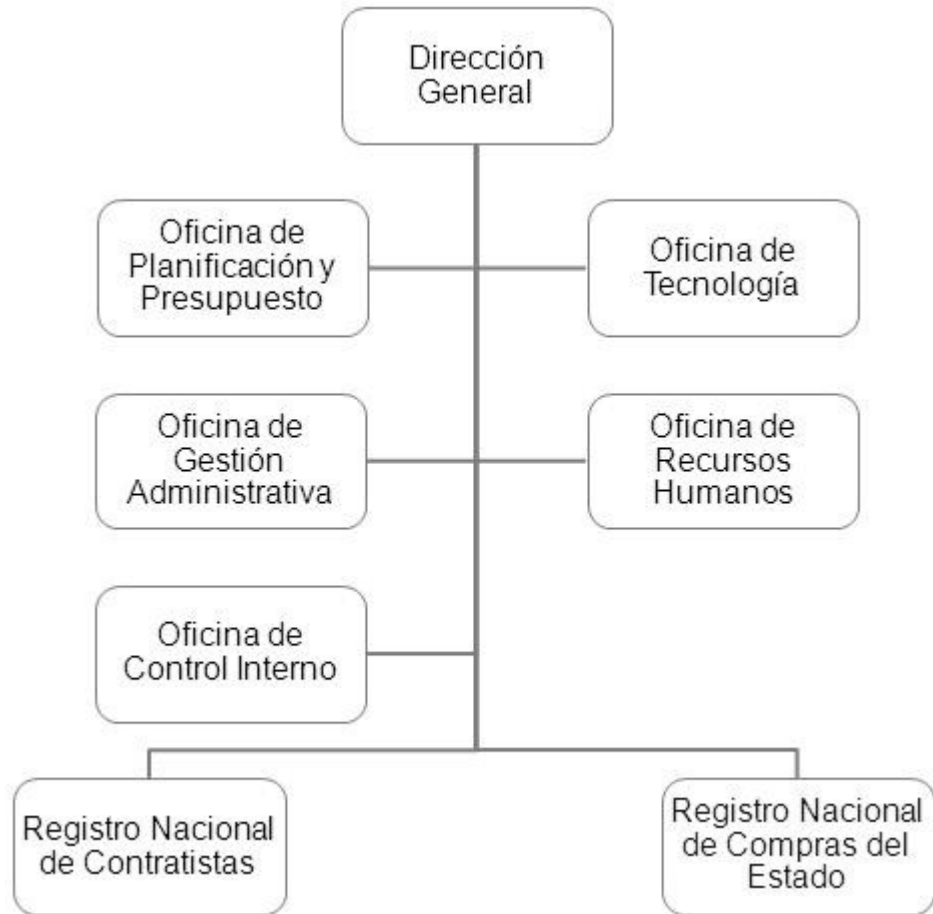 Dirección
General
Oficina de
Planificación y
Presupuesto
Oficina de
Tecnología
Oficina de
Gestión
Administrativa
Oficina de
Recursos
Humanos
Oficina de
Control Interno
Registro Nacional
de Contratistas
Registro Nacional
de Compras del
Estado